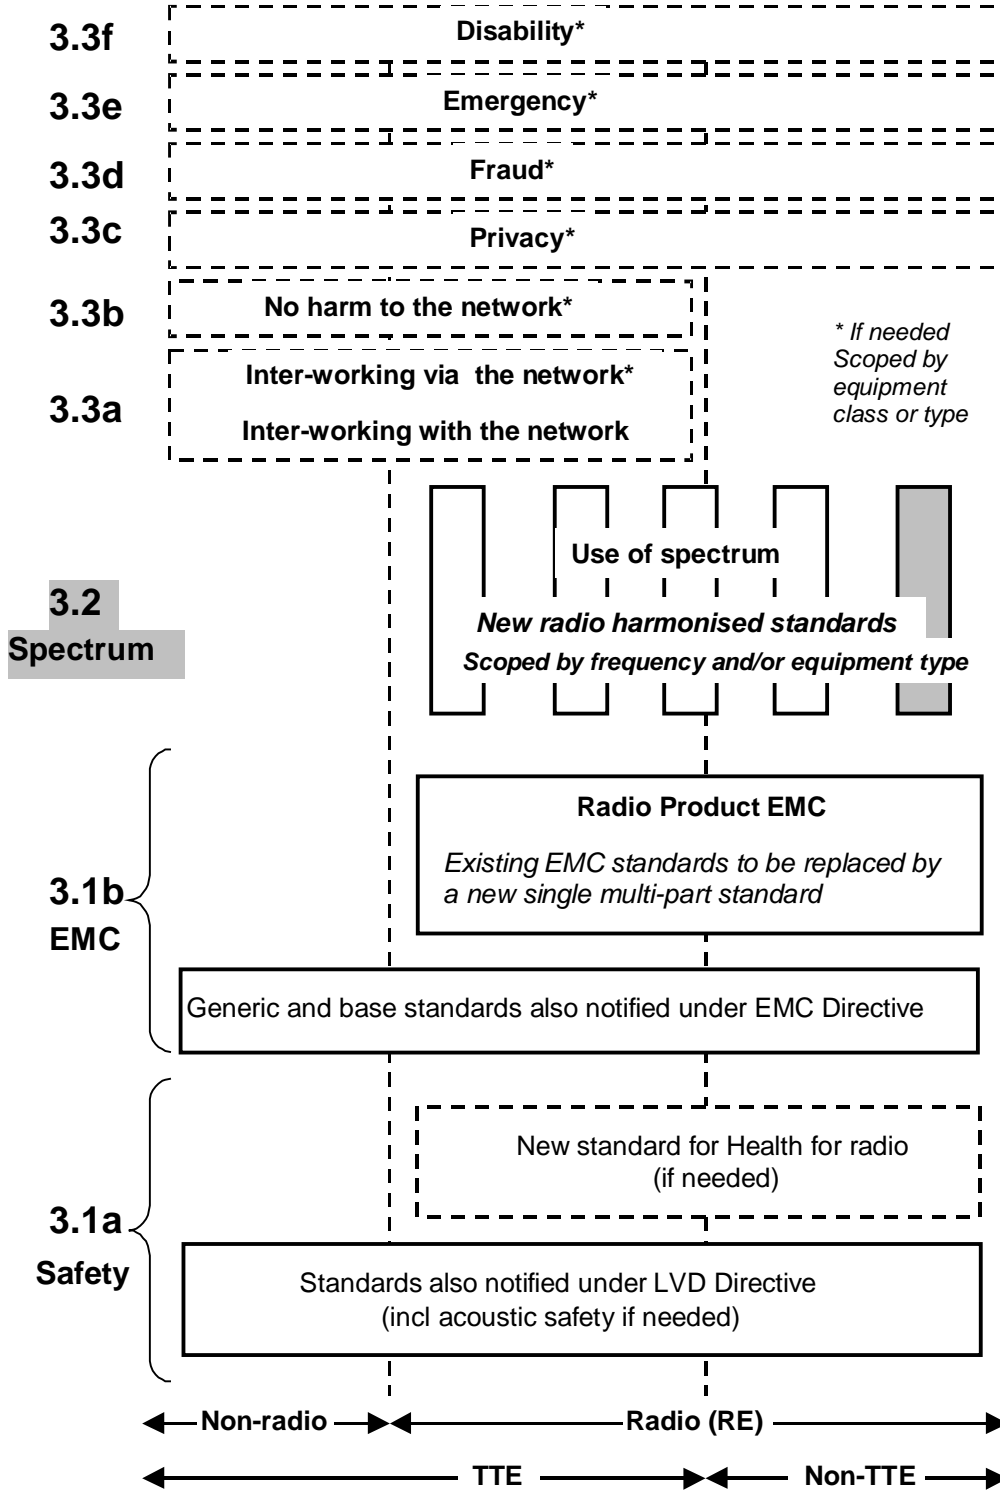 3.3f
Disability*
3.3e
Emergency*
3.3d
Fraud*
3.3c
Privacy*
3.3b
No harm to the network*
* If needed
Scoped by
equipment
class or type
3.3a
Inter-working via the network*
Inter-working with the network
3.2
Spectrum
Use of spectrum
New radio harmonised standards
Scoped by frequency and/or equipment type
3.1b
EMC
Radio Product EMC
Existing EMC standards to be replaced by
a new single multi-part standard
Generic and base standards also notified under EMC Directive
3.1a
Safety
New standard for Health for radio
(if needed)
Standards also notified under LVD Directive
(incl acoustic safety if needed)
Non-radio
Radio (RE)
TTE
Non-TTE